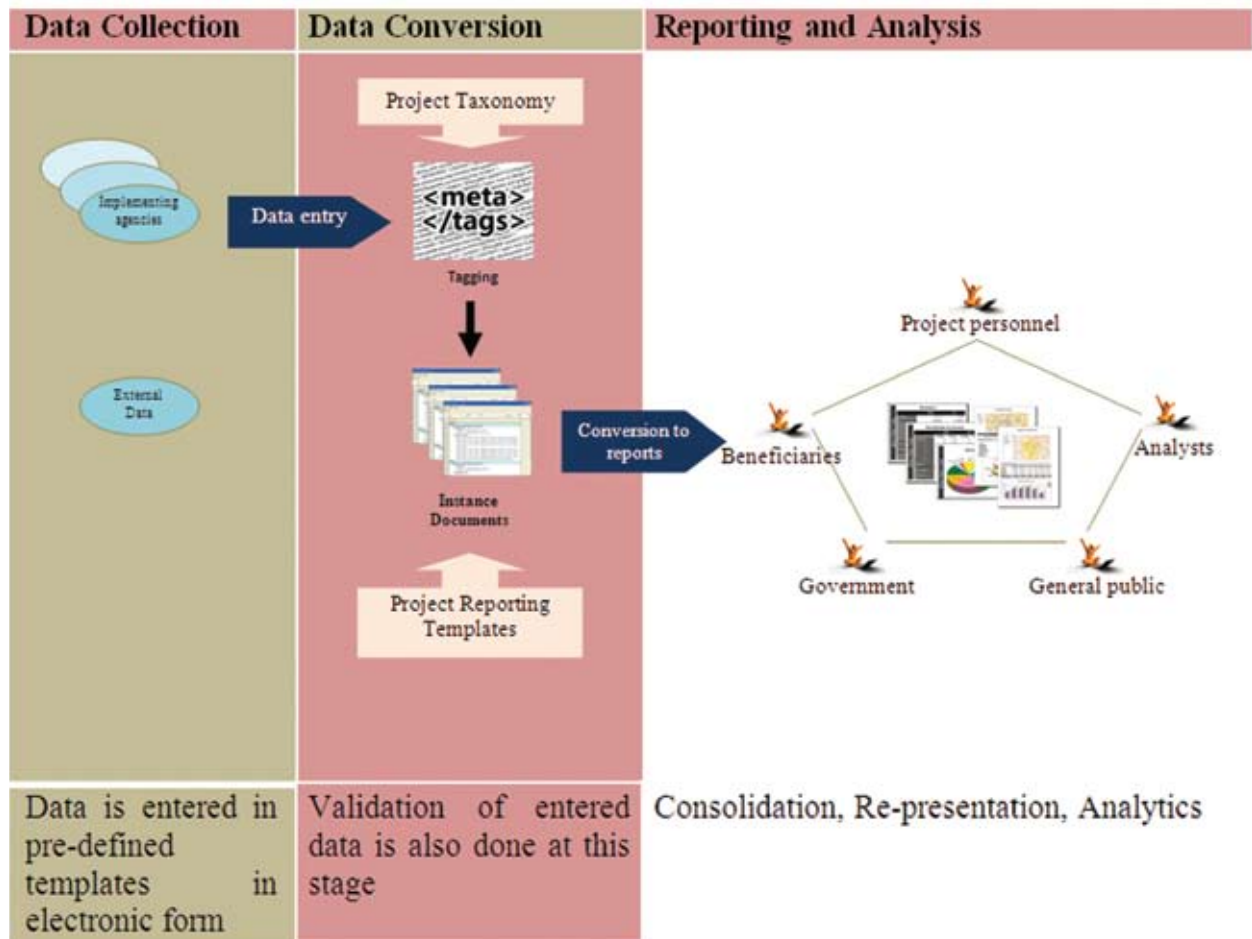 Data Collection
Data Conversion
Reporting and Analysis
Project Taxonomy
Implementing
agencies
Data entry
<meta>
</tags>
Tagging
External
Data
Instance
Documents
Conversion to
reports
Project Reporting
Templates
Project personnel
Beneficiaries
Analysts
Government
General public
Data is entered in
pre-defined
templates in
electronic form
Validation of entered
data is also done at this
stage
Consolidation, Re-presentation, Analytics